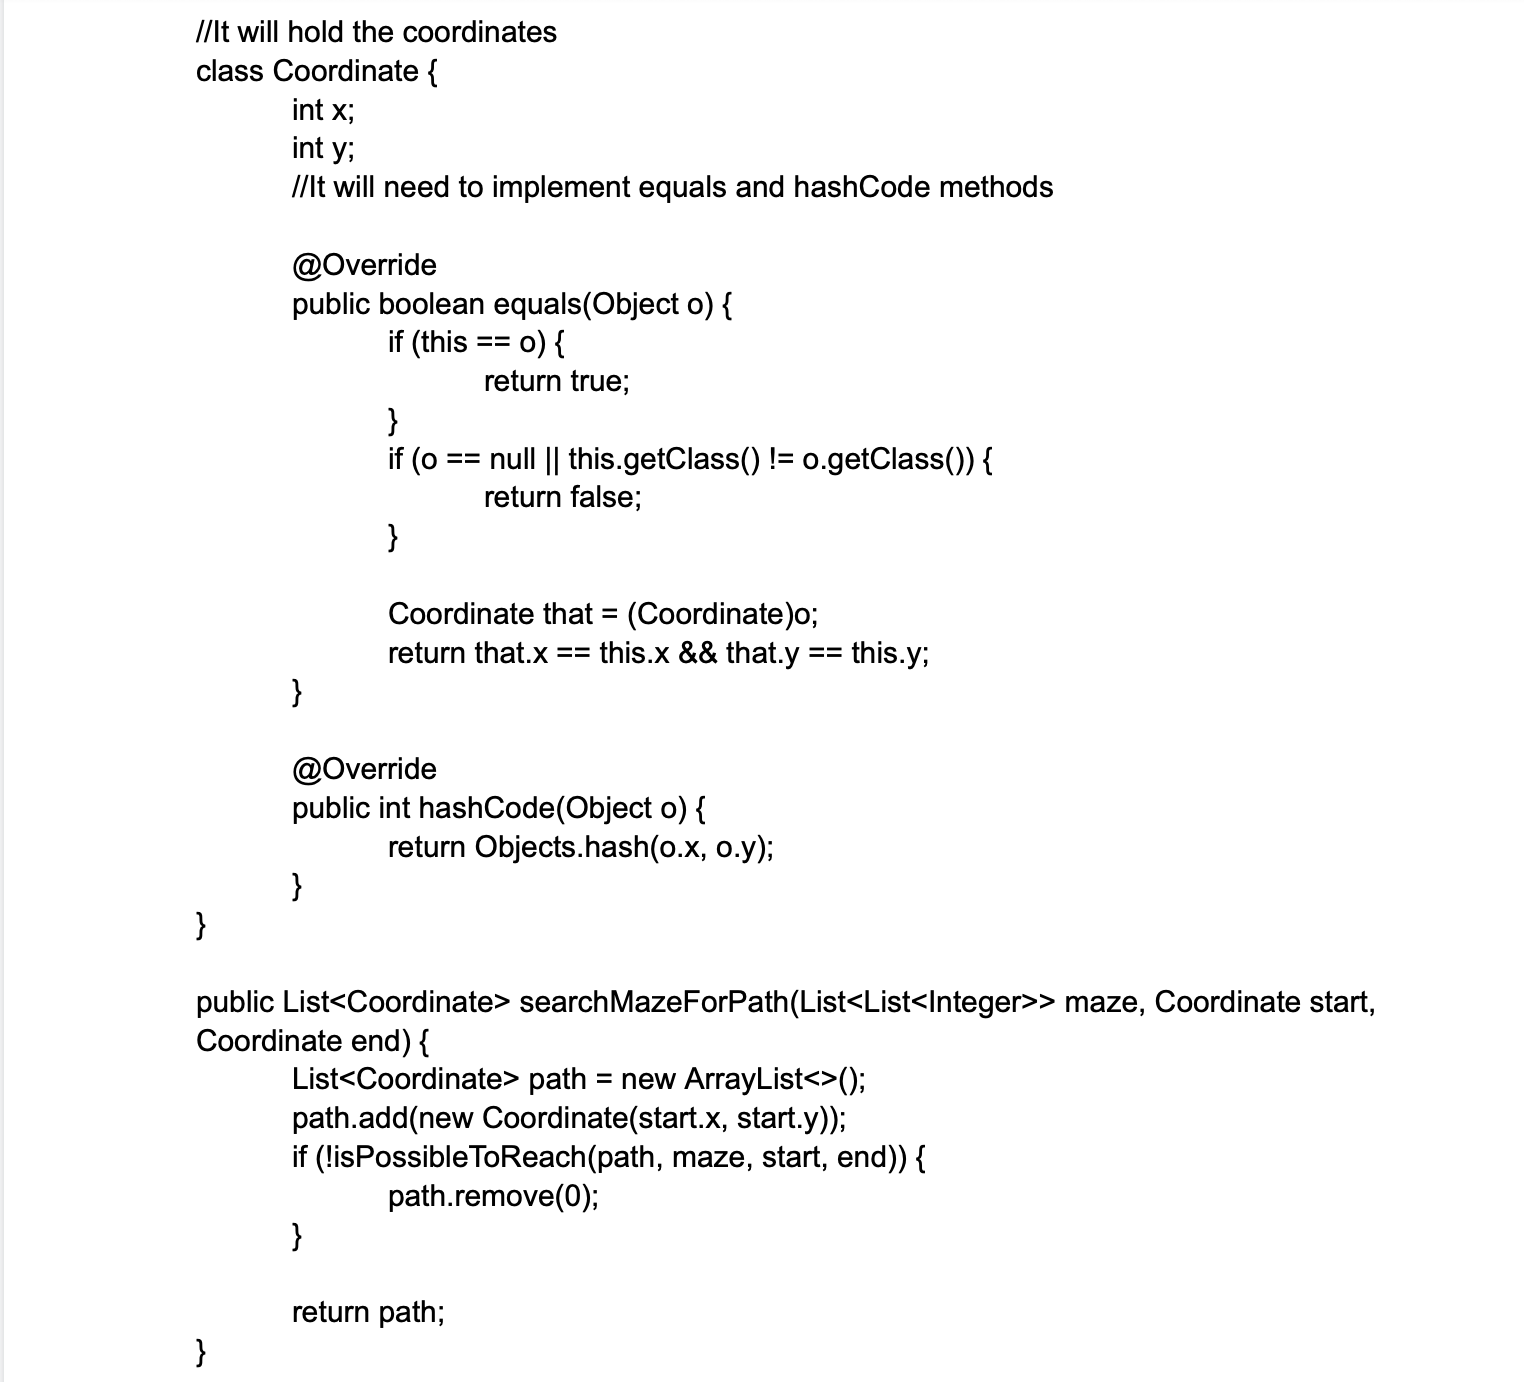 //It will hold the coordinates
class Coordinate {
int x;
int y;
//It will need to implement equals and hashCode methods
@Override
public boolean equals(Object o) {
if (this == o) {
return true;
}
if (o == null || this.getClass() != o.getClass()) {
return false;
}
Coordinate that = (Coordinate)o;
return that.x == this.x && that.y == this.y;
}
@Override
public int hashCode(Object o) {
return Objects.hash(o.x, o.y);
}
}
public List<Coordinate> searchMazeForPath(List<List<Integer>> maze, Coordinate start,
Coordinate end) {
List<Coordinate> path = new ArrayList<>();
path.add(new Coordinate(start.x, start.y));
if (!isPossibleToReach(path, maze, start, end)) {
path.remove(0);
}
return path;
}